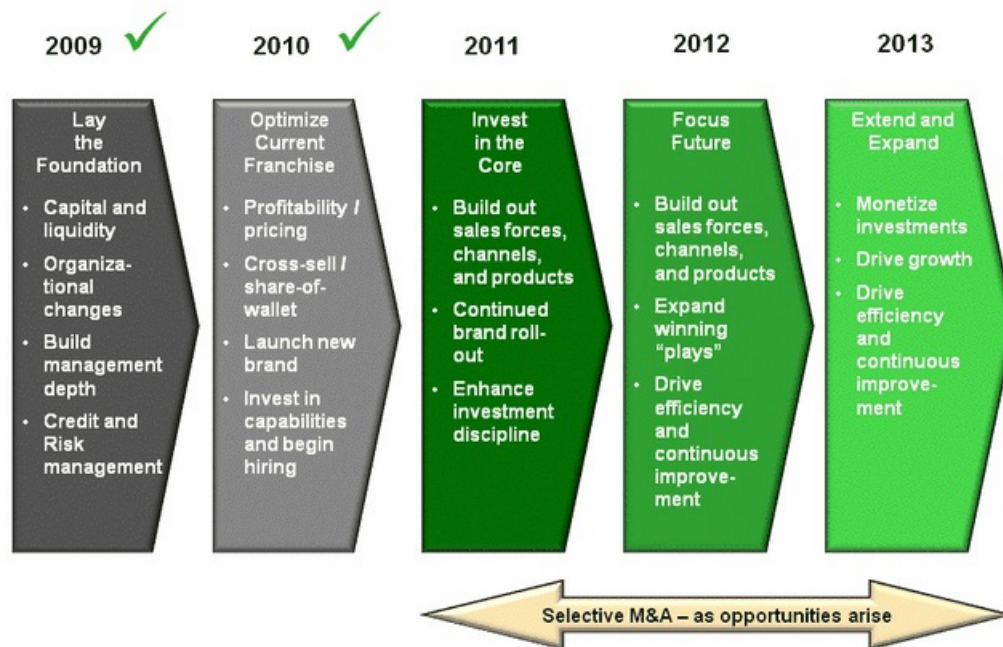 2009
2010
2011
2012
2013
Lay
the
Foundation
• Capital and
liquidity
• Organiza-
tional
changes
• Build
management
depth
• Credit and
Risk
management
Optimize
Current
Franchise
• Profitability /
pricing
• Cross-sell /
share-of-
wallet
• Launch new
brand
• Invest in
capabilities
and begin
hiring
Invest
in the
Core
• Build out
sales forces,
channels,
and products
• Continued
brand roll-
out
• Enhance
investment
discipline
Focus
Future
• Build out
sales forces,
channels,
and products
• Expand
winning
“plays”
• Drive
efficiency
and
continuous
improve-
ment
Extend and
Expand
• Monetize
investments
• Drive growth
• Drive
efficiency
and
continuous
improve-
ment
Selective M&A – as opportunities arise